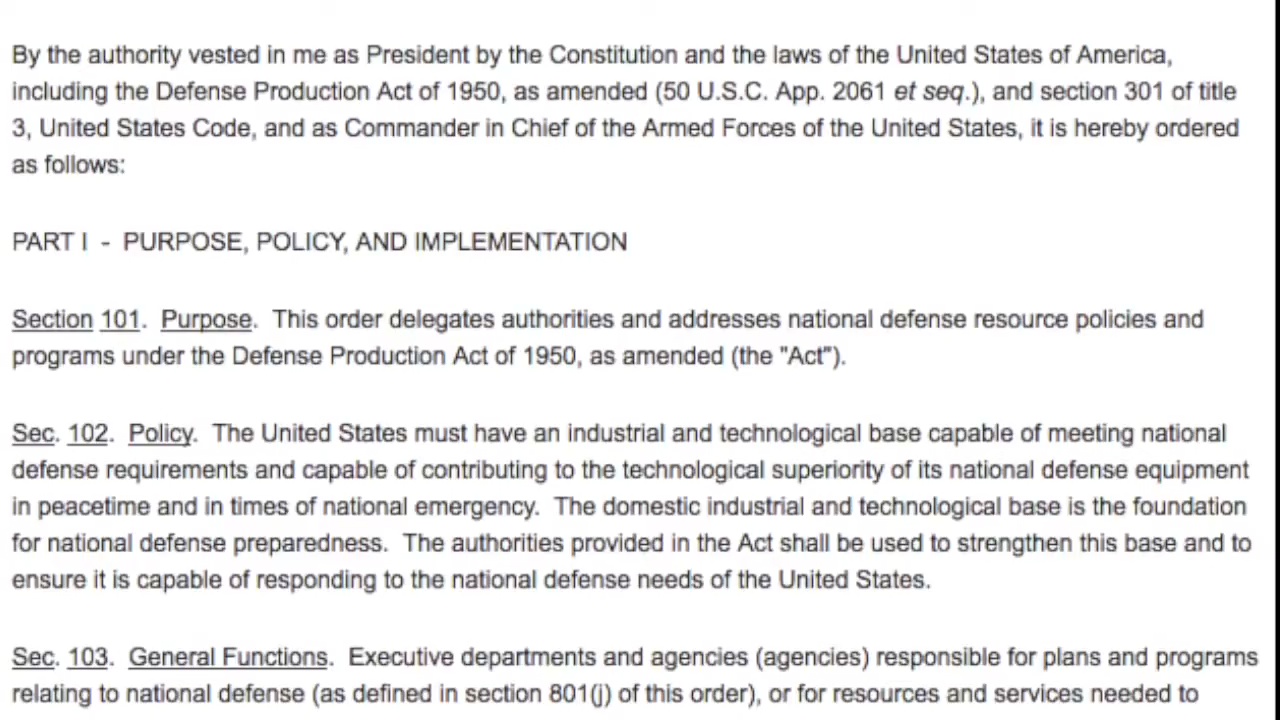 By the authority vested in me as President by the Constitution and the laws of the United States of America,
including the Defense Production Act of 1950, as amended (50 U.S.C. App. 2061 et seq.), and section 301 of title
3, United States Code, and as Commander in Chief of the Armed Forces of the United States, it is hereby ordered
as follows:
PART I - PURPOSE, POLICY, AND IMPLEMENTATION
Section 101. Purpose. This order delegates authorities and addresses national defense resource policies and
programs under the Defense Production Act of 1950, as amended (the "Act").
Sec. 102. Policy. The United States must have an industrial and technological base capable of meeting national
defense requirements and capable of contributing to the technological superiority of its national defense equipment
in peacetime and in times of national emergency. The domestic industrial and technological base is the foundation
for national defense preparedness. The authorities provided in the Act shall be used to strengthen this base and to
ensure it is capable of responding to the national defense needs of the United States.
Sec. 103. General Functions. Executive departments and agencies (agencies) responsible for plans and programs
relating to national defense (as defined in section 801(j) of this order), or for resources and services needed to